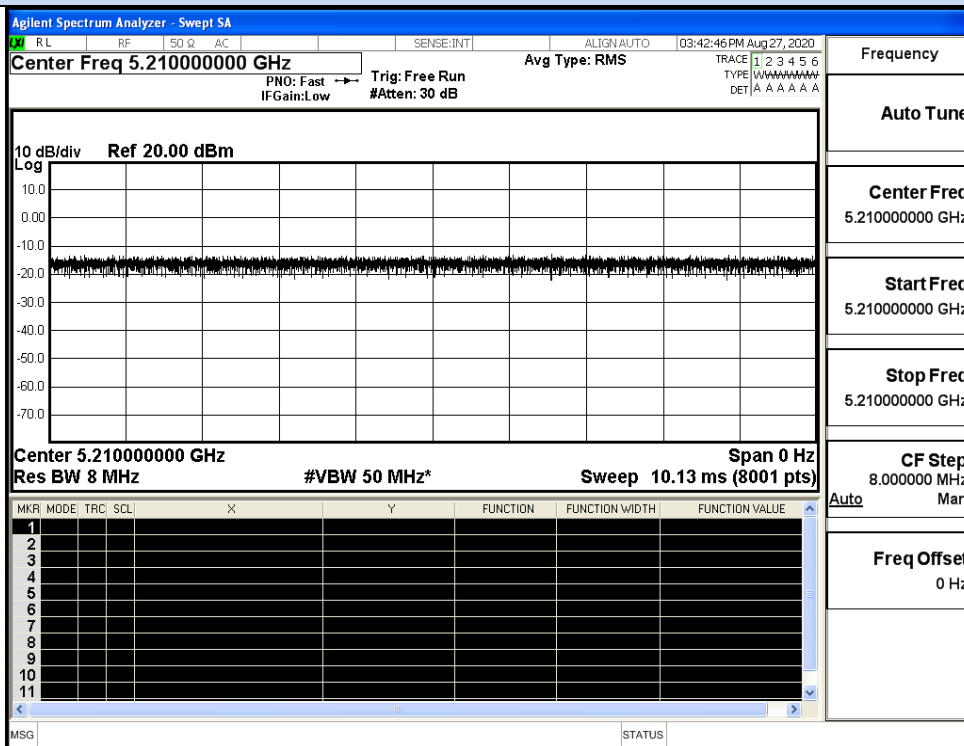 Agilent Spectrum Analyzer - Swept SA
LXI RL RF 50 Ω AC SENSE:INT ALIGN AUTO 03:42:46 PM Aug 27, 2020
Center Freq 5.210000000 GHz
PNO: Fast
IFGain:Low
Trig: Free Run
#Atten: 30 dB
Avg Type: RMS
TRACE 1 2 3 4 5 6
TYPE WWWWWW
DET A A A A A A
10 dB/div Ref 20.00 dBm
Log
10.0
0.00
-10.0
-20.0
-30.0
-40.0
-50.0
-60.0
-70.0
Center 5.210000000 GHz Span 0 Hz
Res BW 8 MHz #VBW 50 MHz* Sweep 10.13 ms (8001 pts)
MKR MODE TRC SCL X Y FUNCTION FUNCTION WIDTH FUNCTION VALUE
1
2
3
4
5
6
7
8
9
10
11
MSG STATUS
Frequency
Auto Tune
Center Freq
5.210000000 GHz
Start Freq
5.210000000 GHz
Stop Freq
5.210000000 GHz
CF Step
8.000000 MHz
Auto Man
Freq Offset
0 Hz